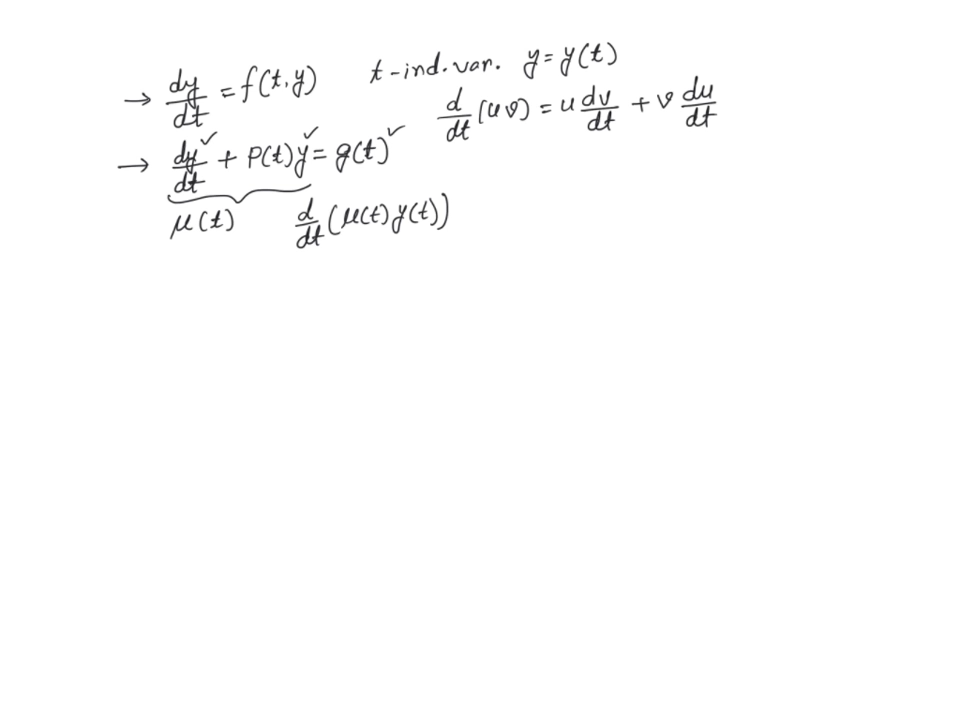 → dy/dt = f(t,y)   t-ind.var.   y = y(t)
d/dt (uv) = u dv/dt + v du/dt
→ dy/dt ✓ + P(t)y ✓ = g(t) ✓
μ(t)   d/dt (μ(t) y(t))